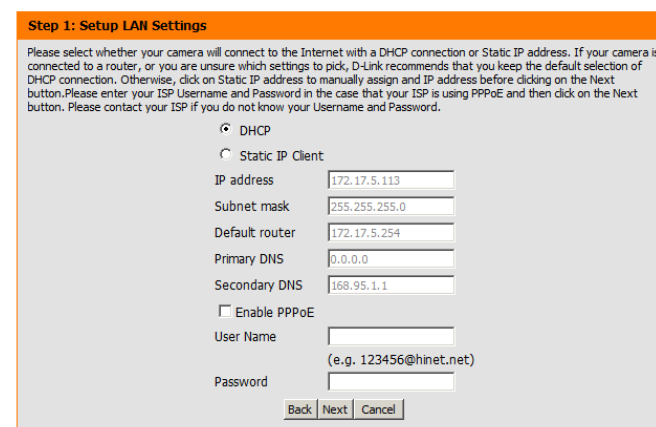 Step 1: Setup LAN Settings
Please select whether your camera will connect to the Internet with a DHCP connection or Static IP address. If your camera is
connected to a router, or you are unsure which settings to pick, D-Link recommends that you keep the default selection of
DHCP connection. Otherwise, click on Static IP address to manually assign and IP address before clicking on the Next
button.Please enter your ISP Username and Password in the case that your ISP is using PPPoE and then click on the Next
button. Please contact your ISP if you do not know your Username and Password.
DHCP
Static IP Client
IP address 172.17.5.113
Subnet mask 255.255.255.0
Default router 172.17.5.254
Primary DNS 0.0.0.0
Secondary DNS 168.95.1.1
Enable PPPoE
User Name
(e.g. 123456@hinet.net)
Password
Back Next Cancel